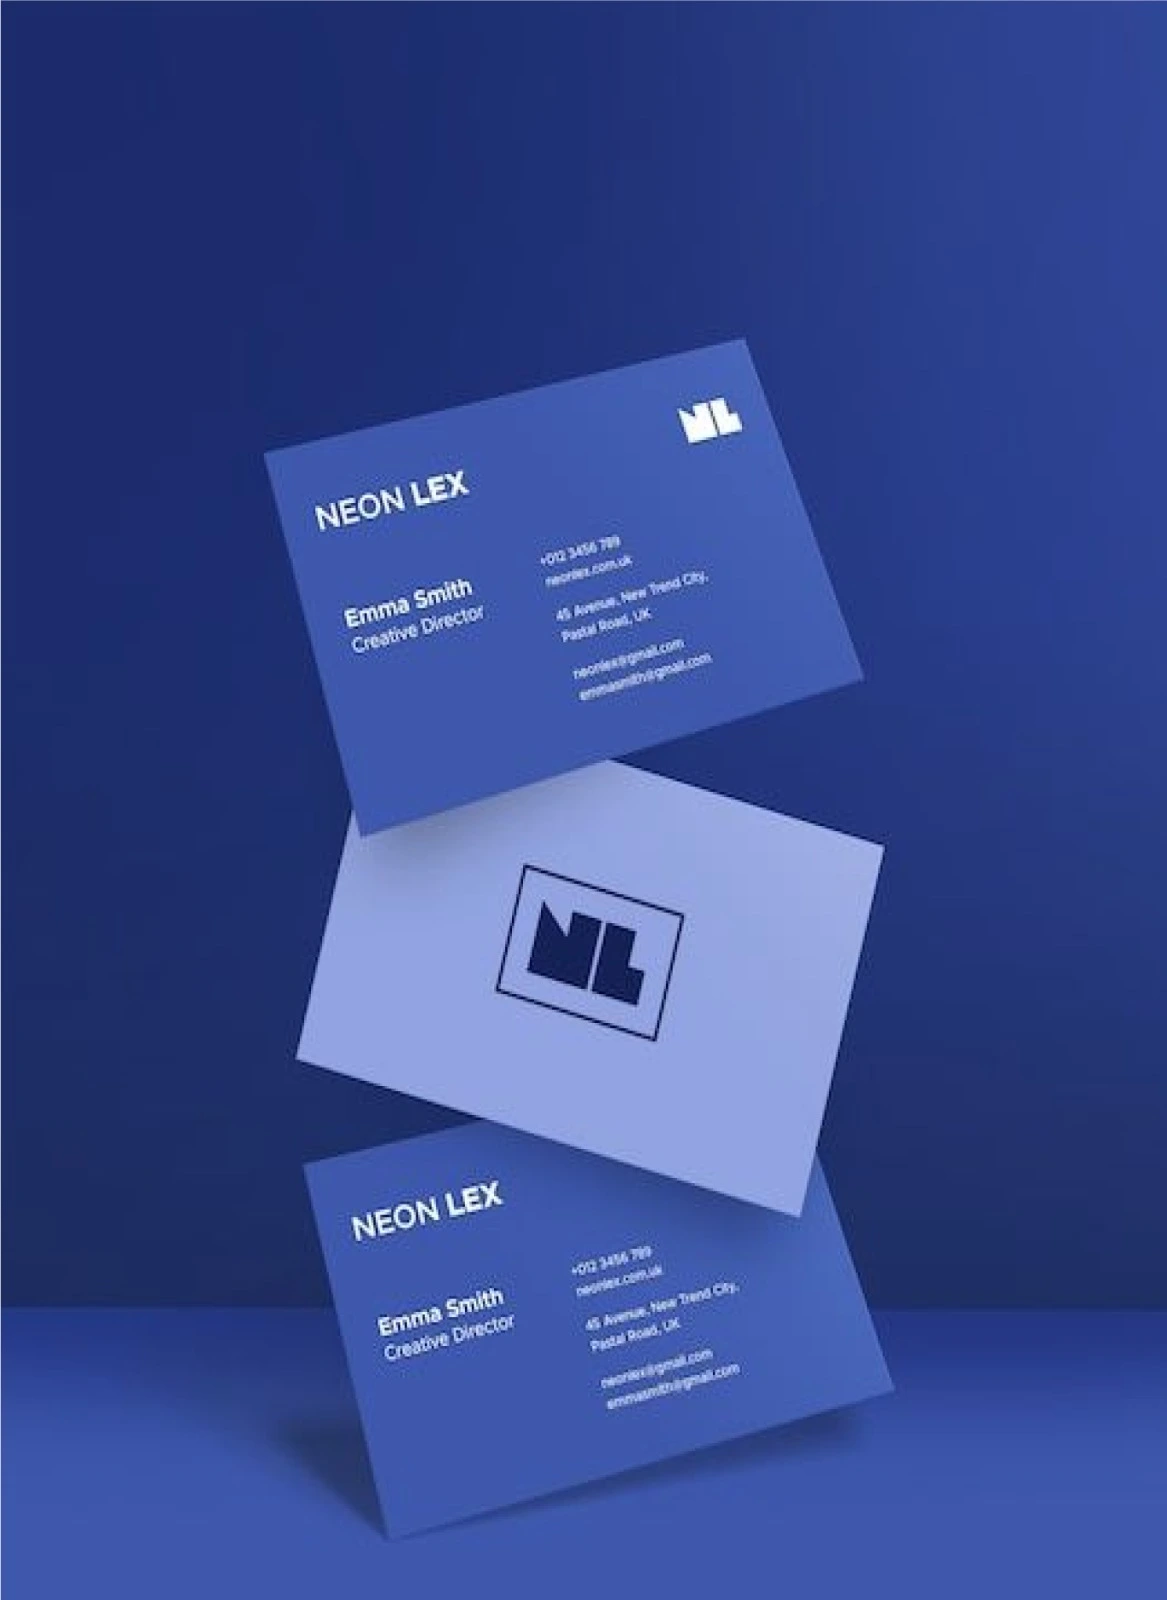 NL
NEON LEX
Emma Smith
Creative Director
+012 3456 789
neonlex.com.uk
45 Avenue, New Trend City,
Pastal Road, UK
neonlex@gmail.com
emmasmith@gmail.com
NL
NEON LEX
Emma Smith
Creative Director
+012 3456 789
neonlex.com.uk
45 Avenue, New Trend City,
Pastal Road, UK
neonlex@gmail.com
emmasmith@gmail.com